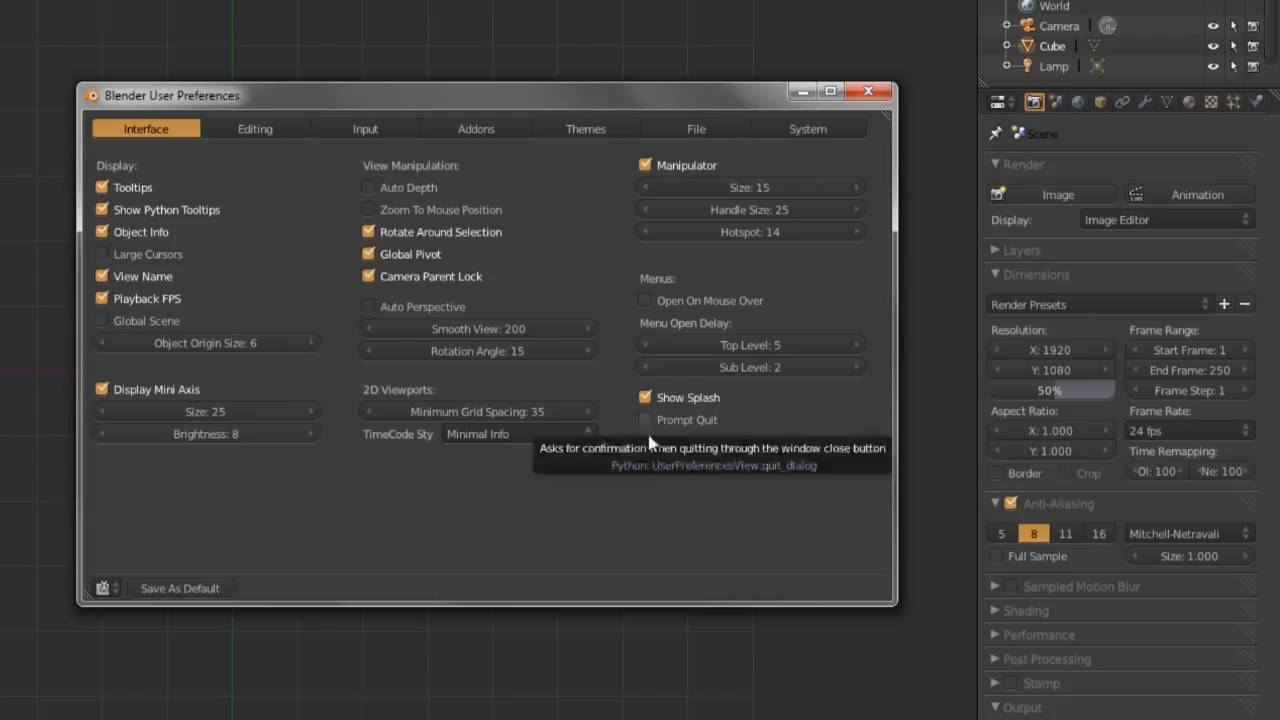 World
Camera
Cube
Lamp
Blender User Preferences
Interface
Editing
Input
Addons
Themes
File
System
Display:
Tooltips
Show Python Tooltips
Object Info
Large Cursors
View Name
Playback FPS
Global Scene
Object Origin Size: 6
Display Mini Axis
Size: 25
Brightness: 8
View Manipulation:
Auto Depth
Zoom To Mouse Position
Rotate Around Selection
Global Pivot
Camera Parent Lock
Auto Perspective
Smooth View: 200
Rotation Angle: 15
2D Viewports:
Minimum Grid Spacing: 35
TimeCode Sty
Minimal Info
Manipulator
Size: 15
Handle Size: 25
Hotspot: 14
Menus:
Open On Mouse Over
Menu Open Delay:
Top Level: 5
Sub Level: 2
Show Splash
Prompt Quit
Asks for confirmation when quitting through the window close button
Python: UserPreferencesView.quit_dialog
Save As Default
Scene
Render
Image
Animation
Display:
Image Editor
Layers
Dimensions
Render Presets
Resolution:
X: 1920
Y: 1080
50%
Aspect Ratio:
X: 1.000
Y: 1.000
Border
Crop
Frame Range:
Start Frame: 1
End Frame: 250
Frame Step: 1
Frame Rate:
24 fps
Time Remapping:
Ol: 100
Ne: 100
Anti-Aliasing
5
8
11
16
Mitchell-Netravali
Full Sample
Size: 1.000
Sampled Motion Blur
Shading
Performance
Post Processing
Stamp
Output